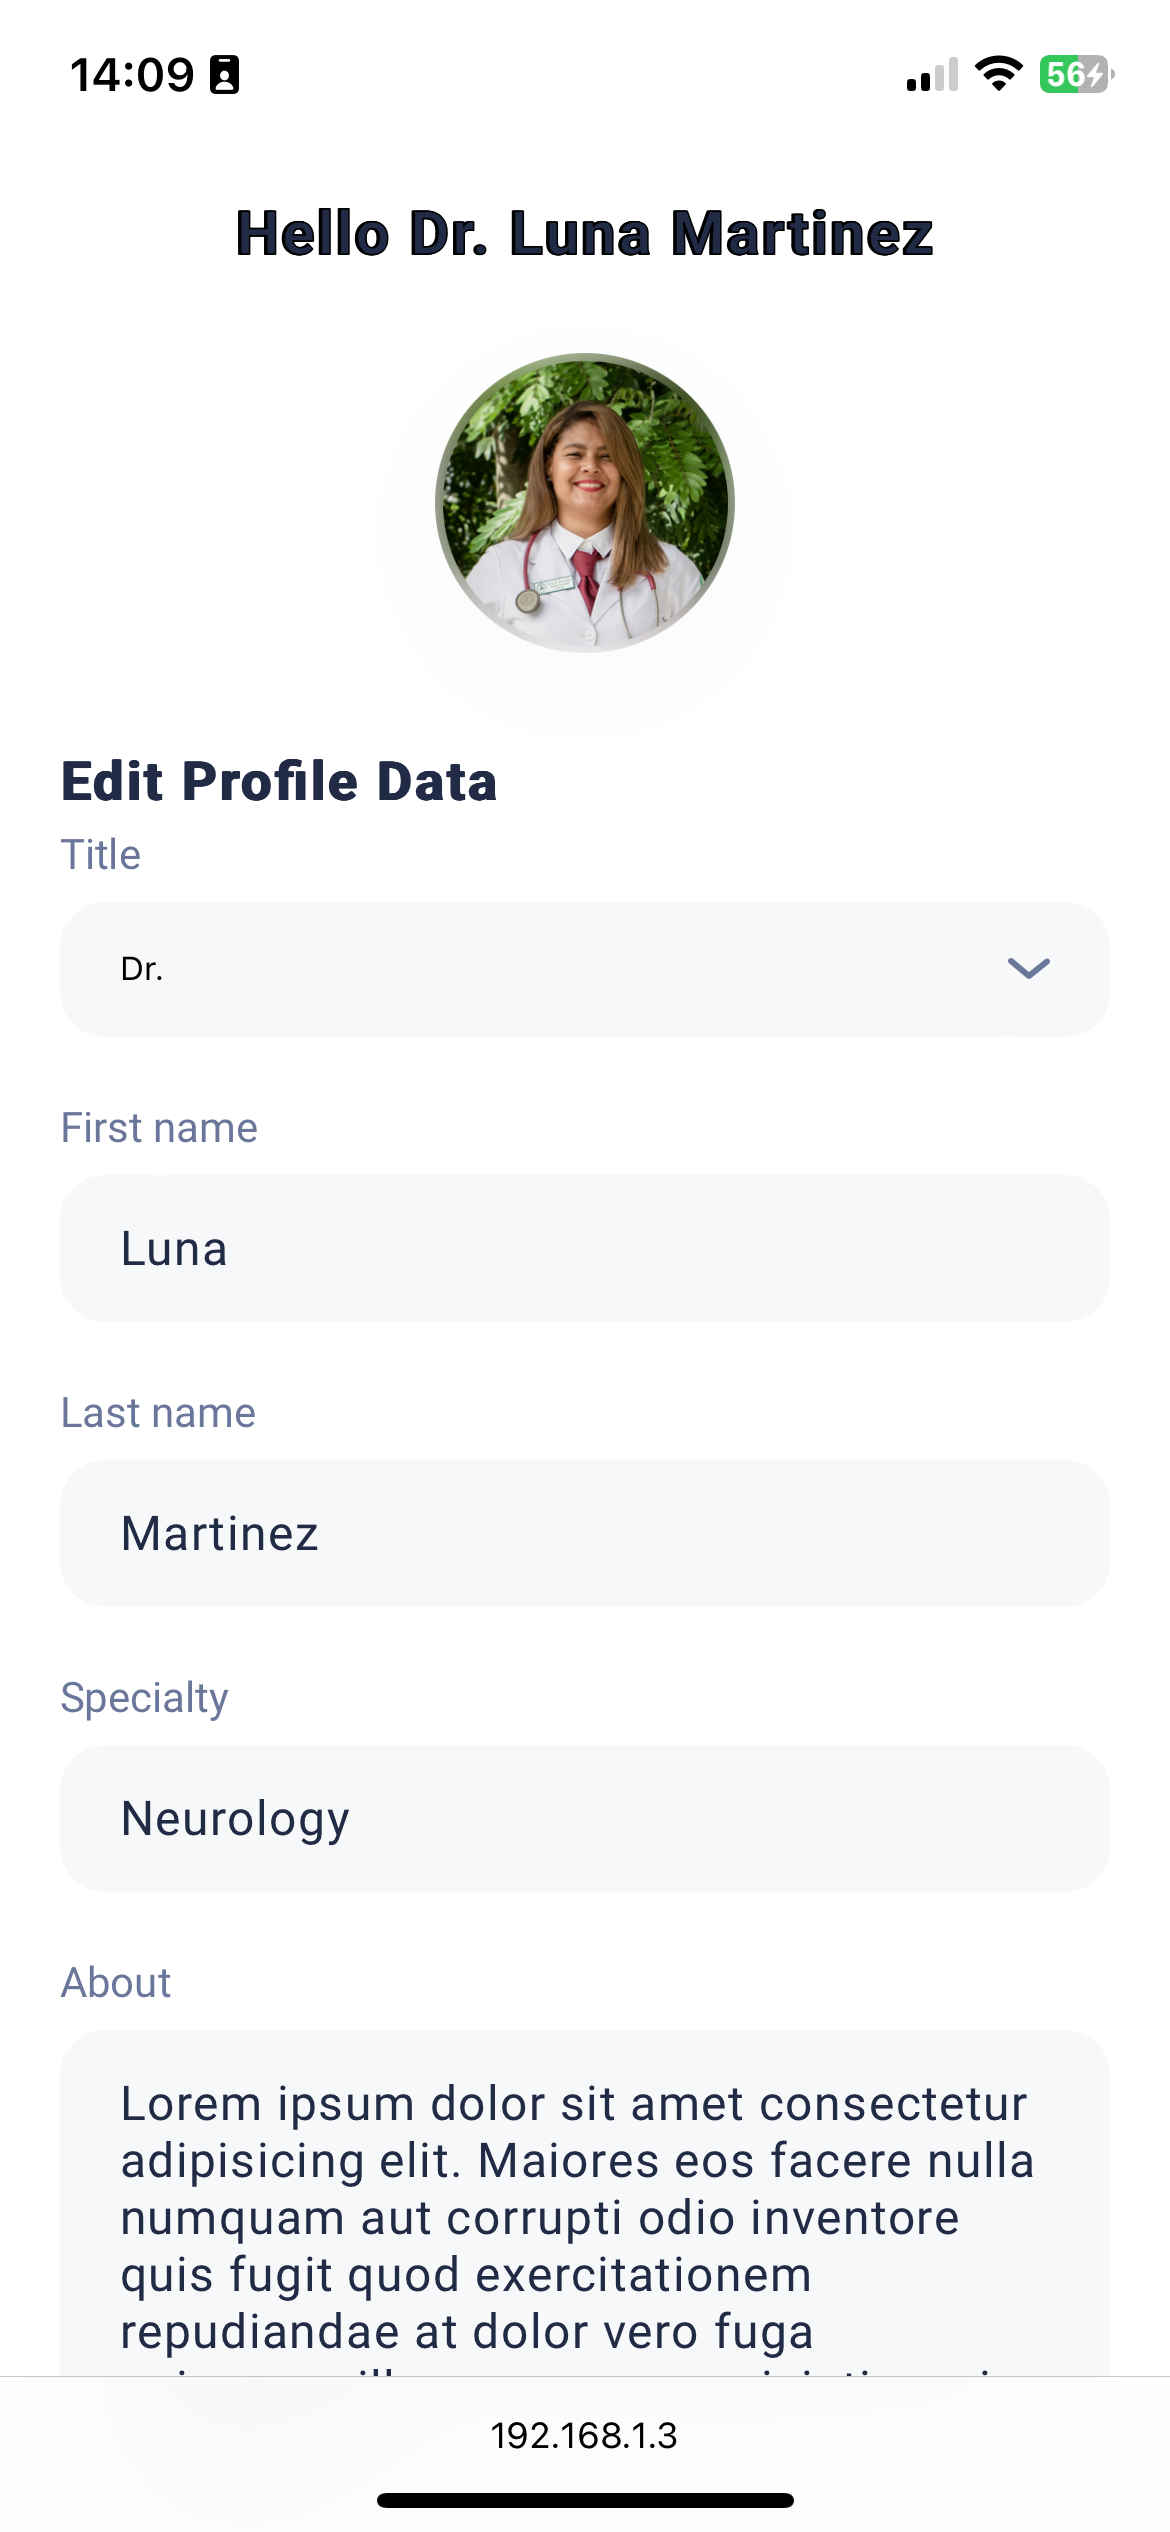 14:09
56
Hello Dr. Luna Martinez
Edit Profile Data
Title
Dr.
First name
Luna
Last name
Martinez
Specialty
Neurology
About
Lorem ipsum dolor sit amet consectetur
adipisicing elit. Maiores eos facere nulla
numquam aut corrupti odio inventore
quis fugit quod exercitationem
repudiandae at dolor vero fuga
192.168.1.3